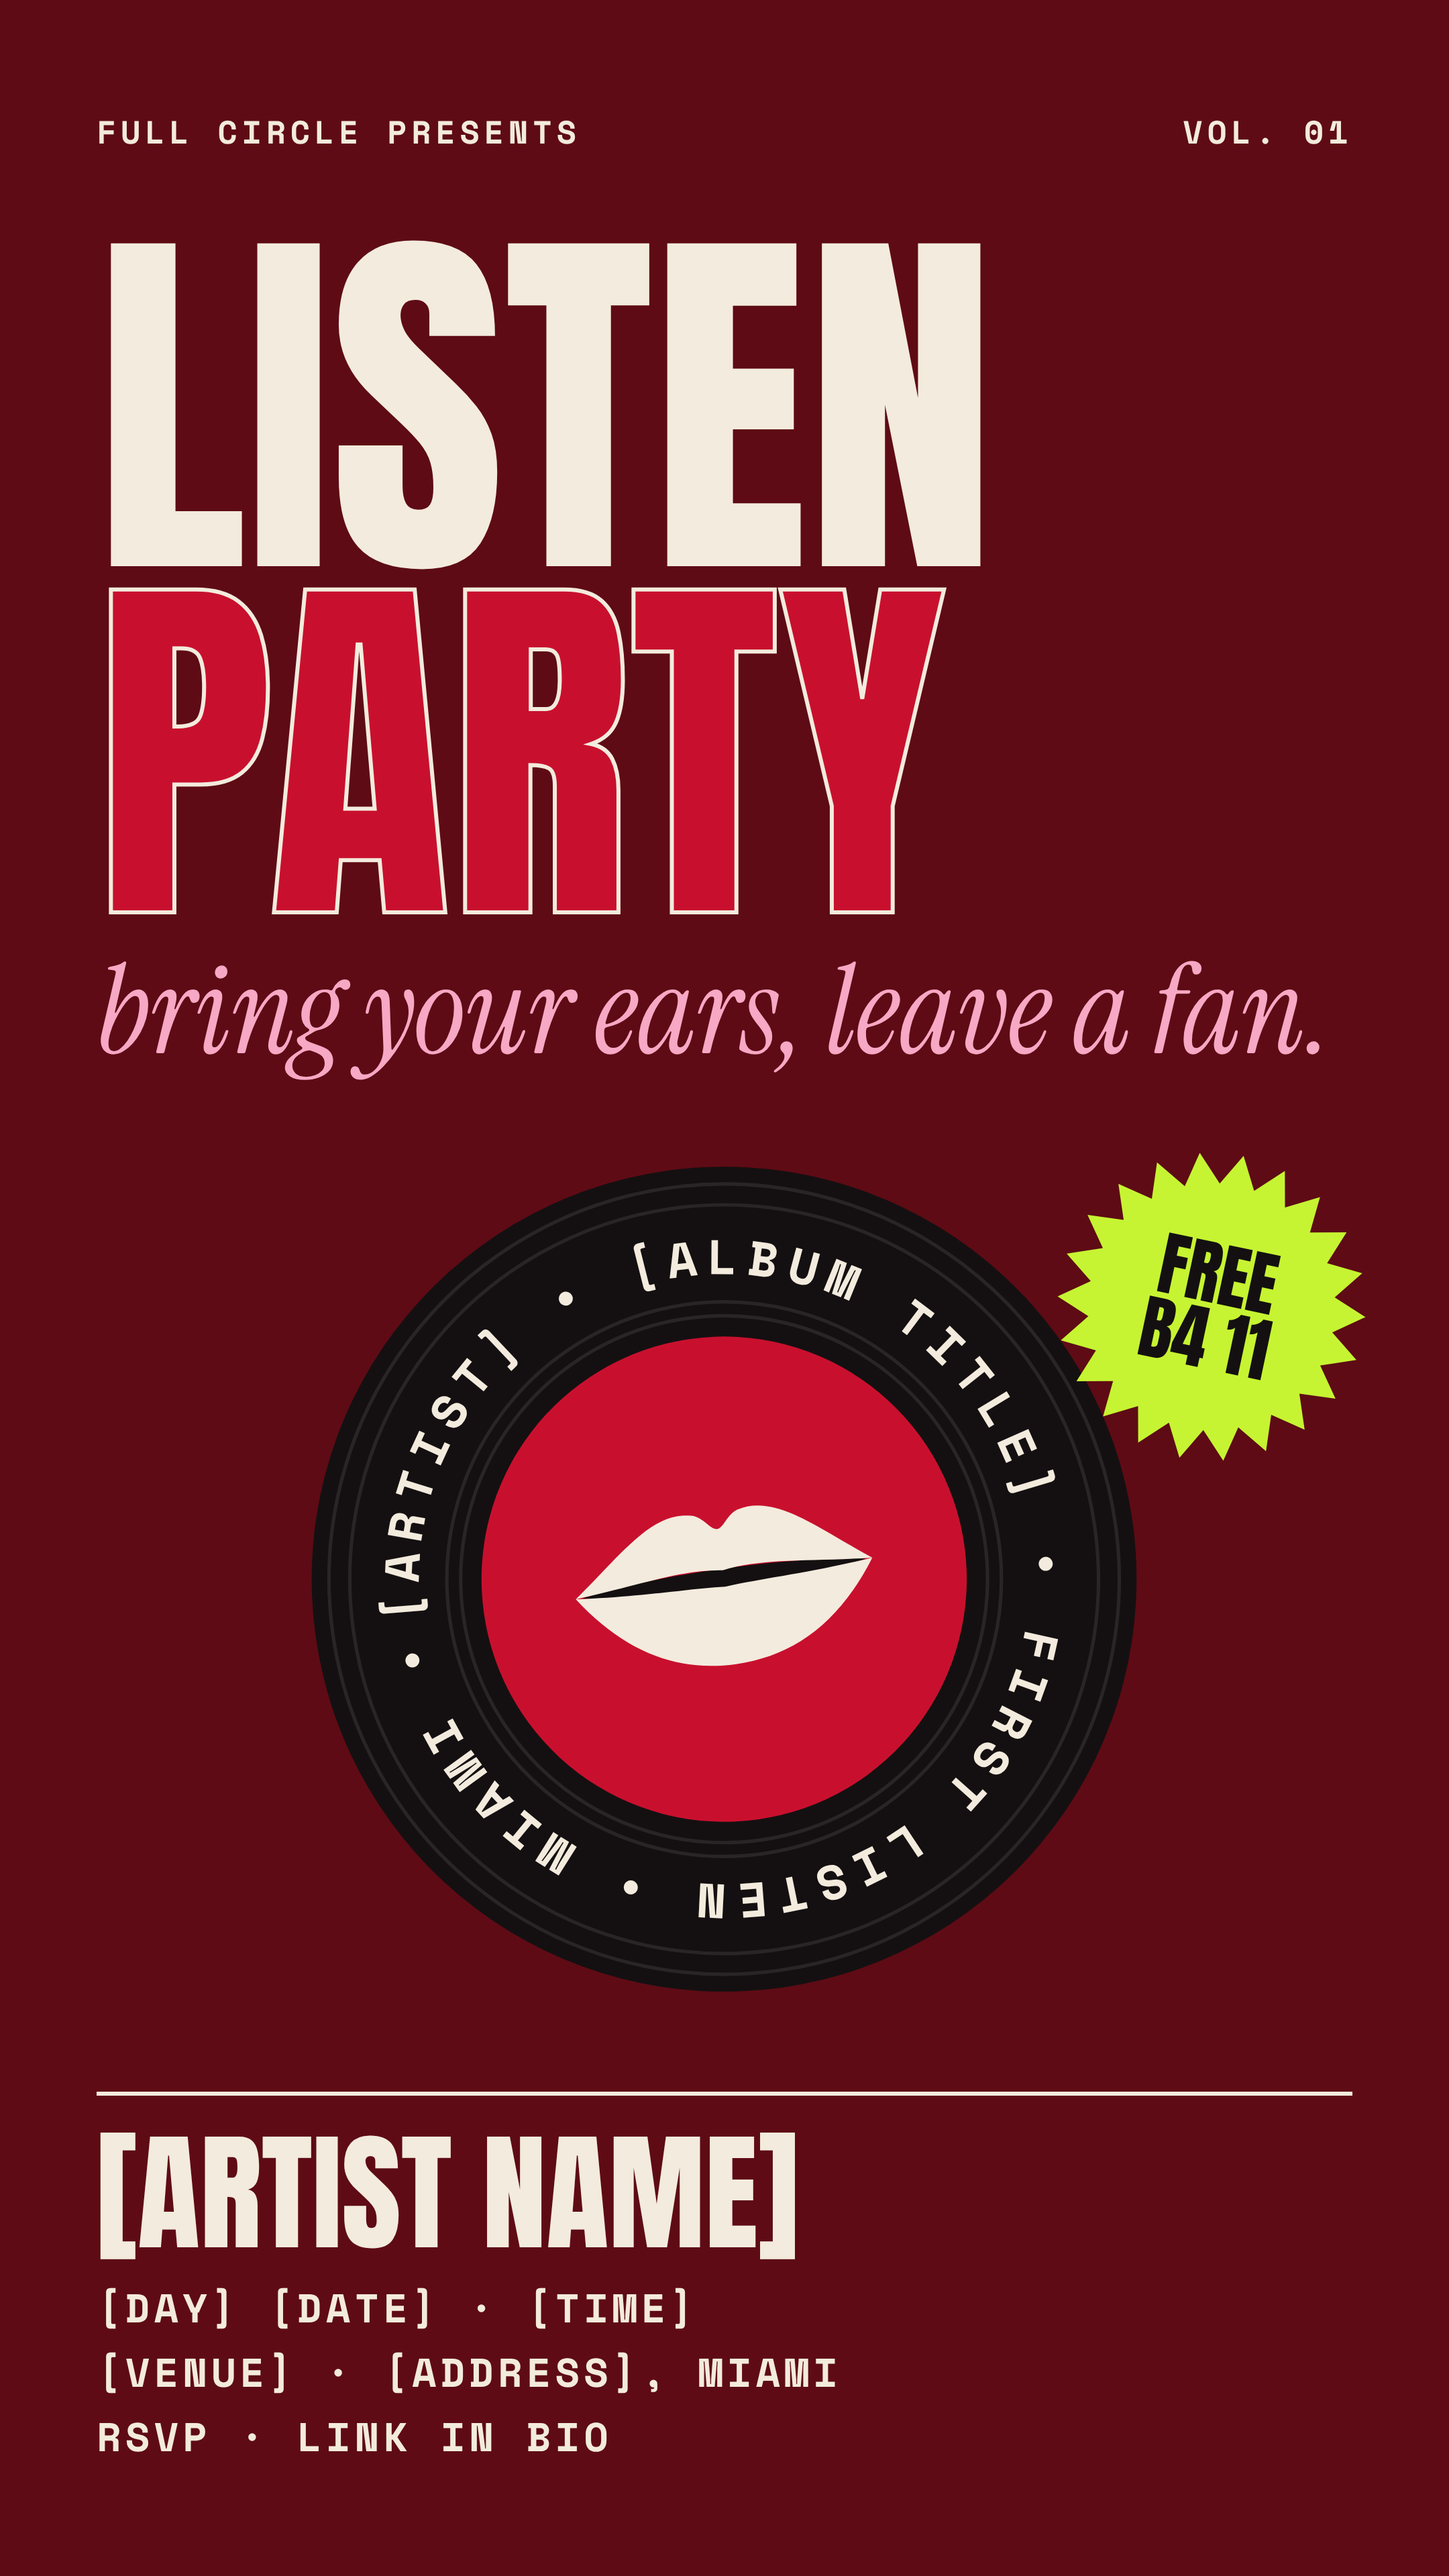 FULL CIRCLE PRESENTS
VOL. 01
LISTEN
PARTY
bring your ears, leave a fan.
FREE
B4 11
[ALBUM TITLE] • FIRST LISTEN • MIAMI • [ARTIST] •
[ARTIST NAME]
[DAY] [DATE] · [TIME]
[VENUE] · [ADDRESS], MIAMI
RSVP · LINK IN BIO